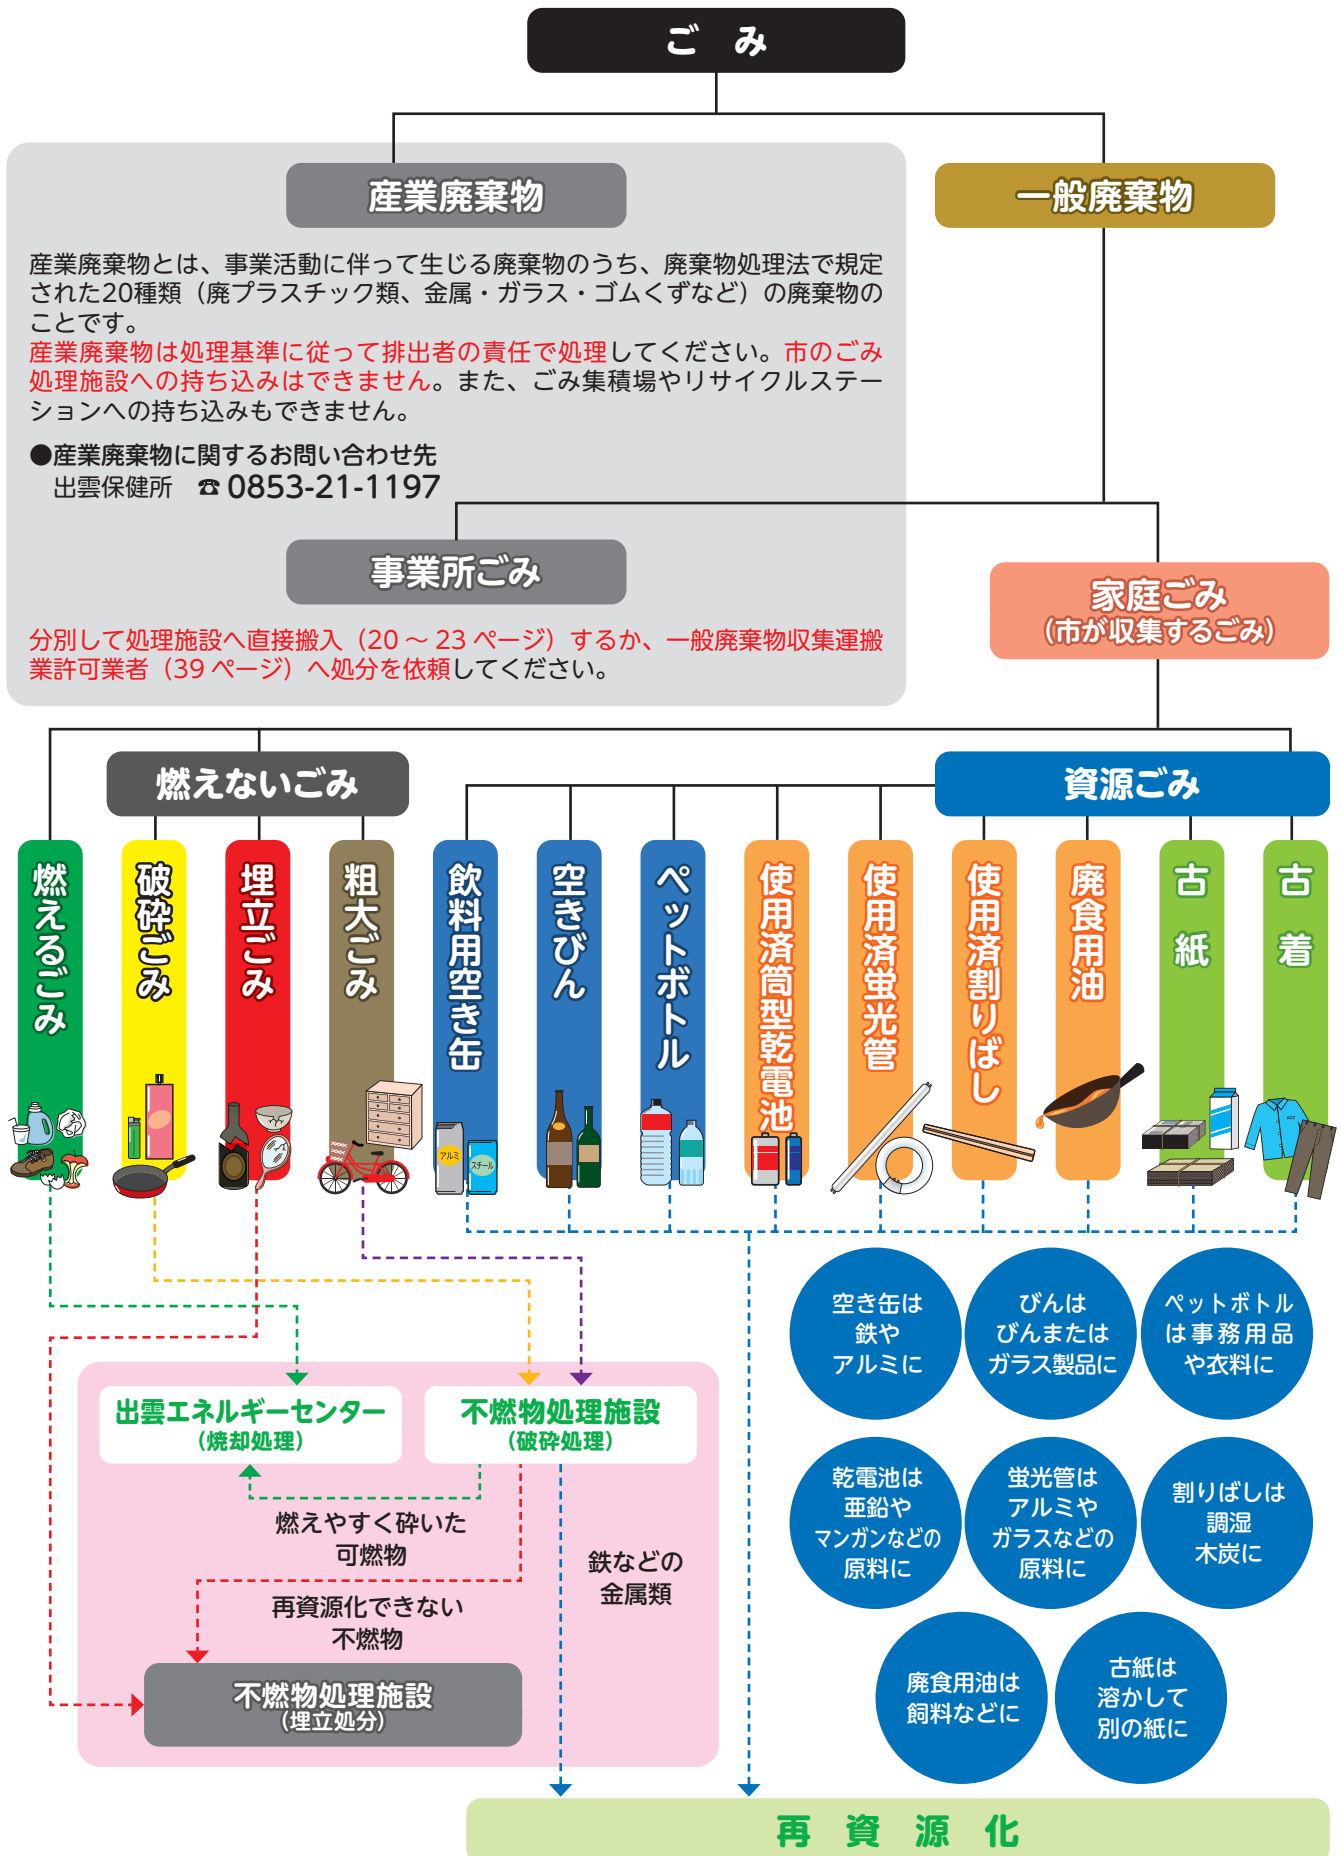 ごみ
産業廃棄物
一般廃棄物
産業廃棄物とは、事業活動に伴って生じる廃棄物のうち、廃棄物処理法で規定
された20種類（廃プラスチック類、金属・ガラス・ゴムくずなど）の廃棄物の
ことです。
産業廃棄物は処理基準に従って排出者の責任で処理してください。市のごみ
処理施設への持ち込みはできません。また、ごみ集積場やリサイクルステー
ションへの持ち込みもできません。
●産業廃棄物に関するお問い合わせ先
出雲保健所　☎ 0853-21-1197
事業所ごみ
分別して処理施設へ直接搬入（20 ～ 23 ページ）するか、一般廃棄物収集運搬
業許可業者（39 ページ）へ処分を依頼してください。
家庭ごみ
（市が収集するごみ）
燃えないごみ
資源ごみ
燃えるごみ
破砕ごみ
埋立ごみ
粗大ごみ
飲料用空き缶
空きびん
ペットボトル
使用済筒型乾電池
使用済蛍光管
使用済割りばし
廃食用油
古紙
古着
アルミ
スチール
空き缶は
鉄や
アルミに
びんは
びんまたは
ガラス製品に
ペットボトル
は事務用品
や衣料に
出雲エネルギーセンター
（焼却処理）
不燃物処理施設
（破砕処理）
乾電池は
亜鉛や
マンガンなどの
原料に
蛍光管は
アルミや
ガラスなどの
原料に
割りばしは
調湿
木炭に
燃えやすく砕いた
可燃物
鉄などの
金属類
再資源化できない
不燃物
不燃物処理施設
（埋立処分）
廃食用油は
飼料などに
古紙は
溶かして
別の紙に
再資源化